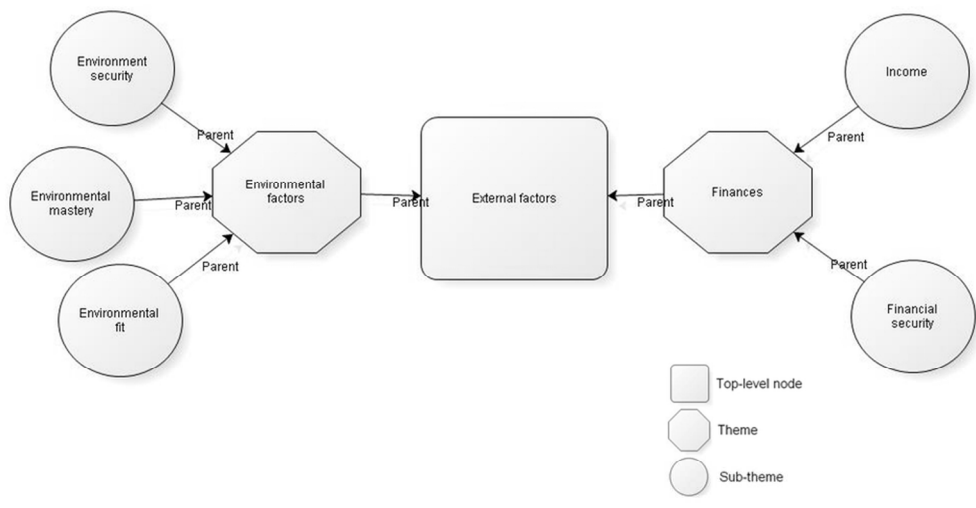 Environment
security
Income
Parent
Parent
Environmental
mastery
Parent
Environmental
factors
Parent
External factors
Parent
Finances
Parent
Environmental
fit
Parent
Financial
security
Top-level node
Theme
Sub-theme